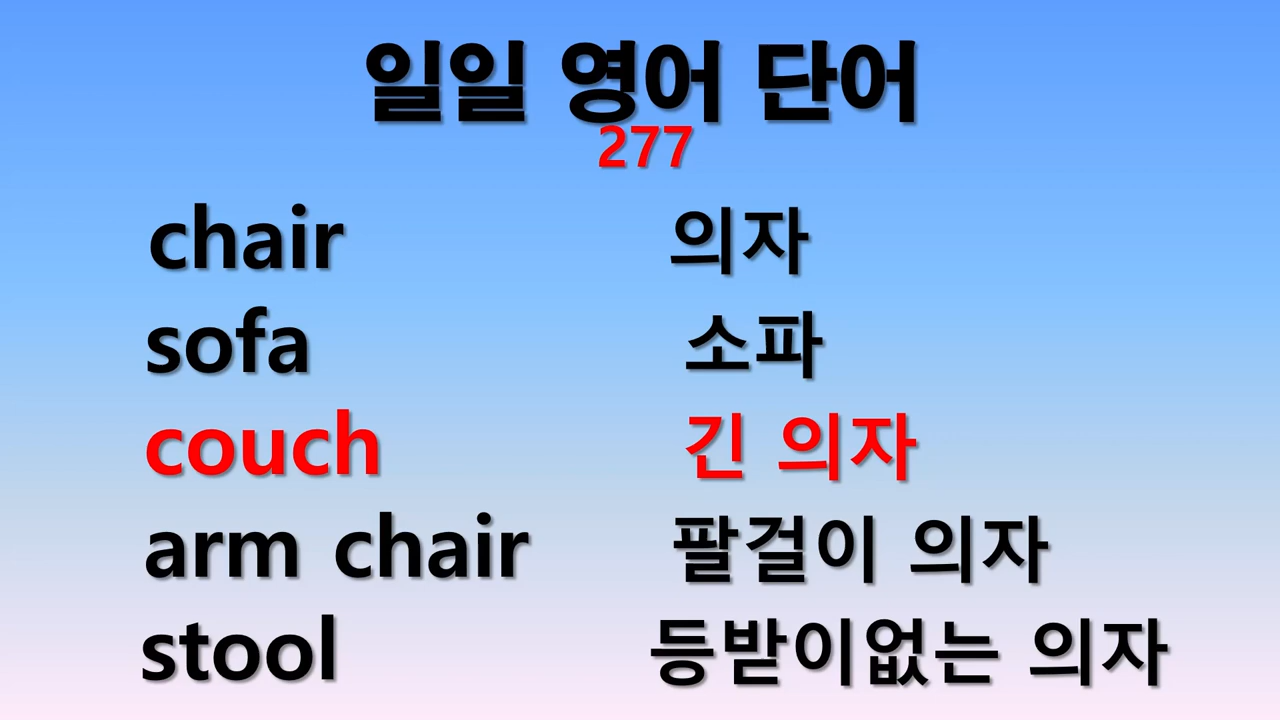 일일 영어 단어
277
chair 의자
sofa 소파
couch 긴 의자
arm chair 팔걸이 의자
stool 등받이없는 의자